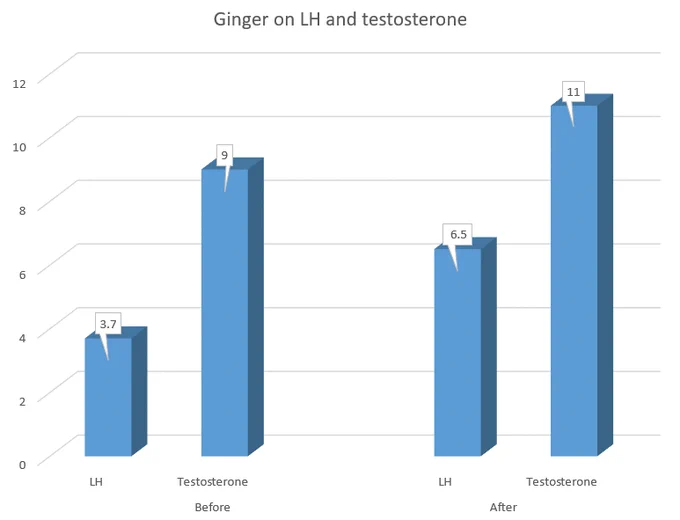 Ginger on LH and testosterone
12
10
8
6
4
2
0
3.7
9
6.5
11
LH
Testosterone
LH
Testosterone
Before
After